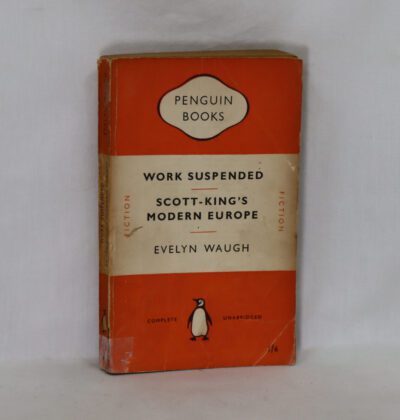 PENGUIN
BOOKS
WORK SUSPENDED
SCOTT-KING'S
MODERN EUROPE
EVELYN WAUGH
FICTION
FICTION
COMPLETE UNABRIDGED